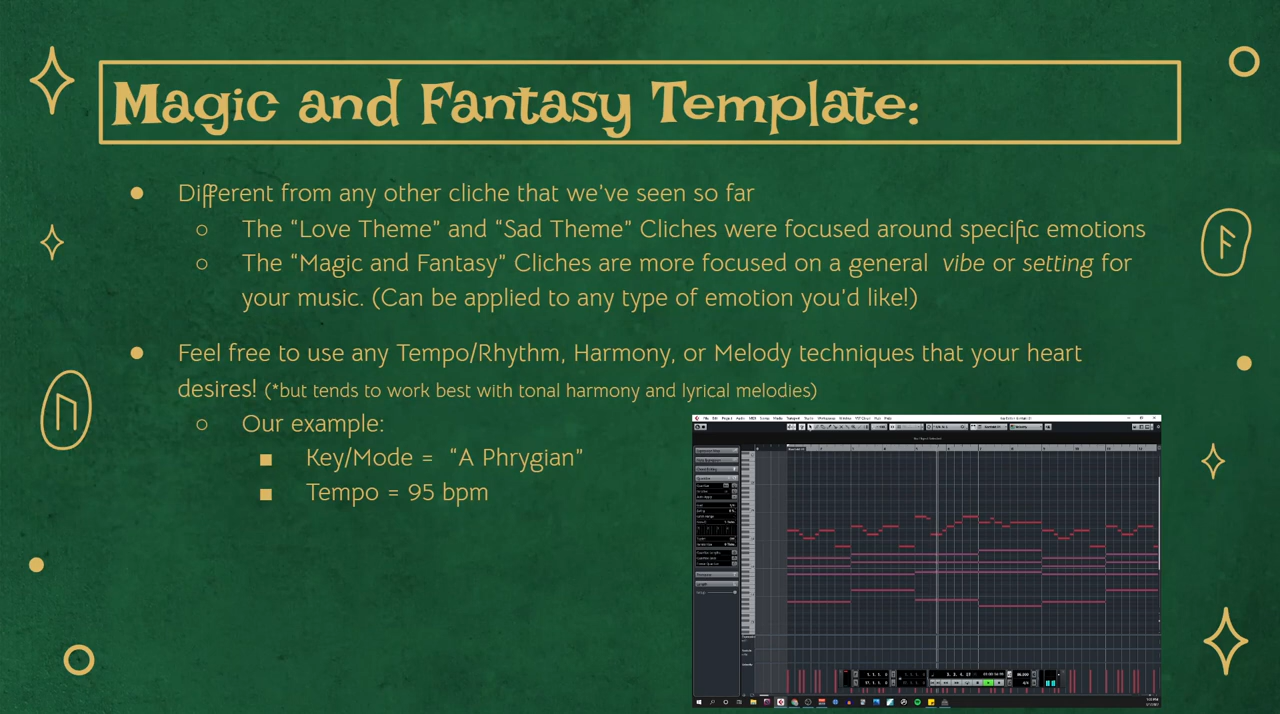 Magic and Fantasy Template:
● Different from any other cliche that we've seen so far
○ The “Love Theme” and “Sad Theme” Cliches were focused around specific emotions
○ The “Magic and Fantasy” Cliches are more focused on a general vibe or setting for
your music. (Can be applied to any type of emotion you'd like!)
● Feel free to use any Tempo/Rhythm, Harmony, or Melody techniques that your heart
desires! (*but tends to work best with tonal harmony and lyrical melodies)
○ Our example:
■ Key/Mode = “A Phrygian”
■ Tempo = 95 bpm